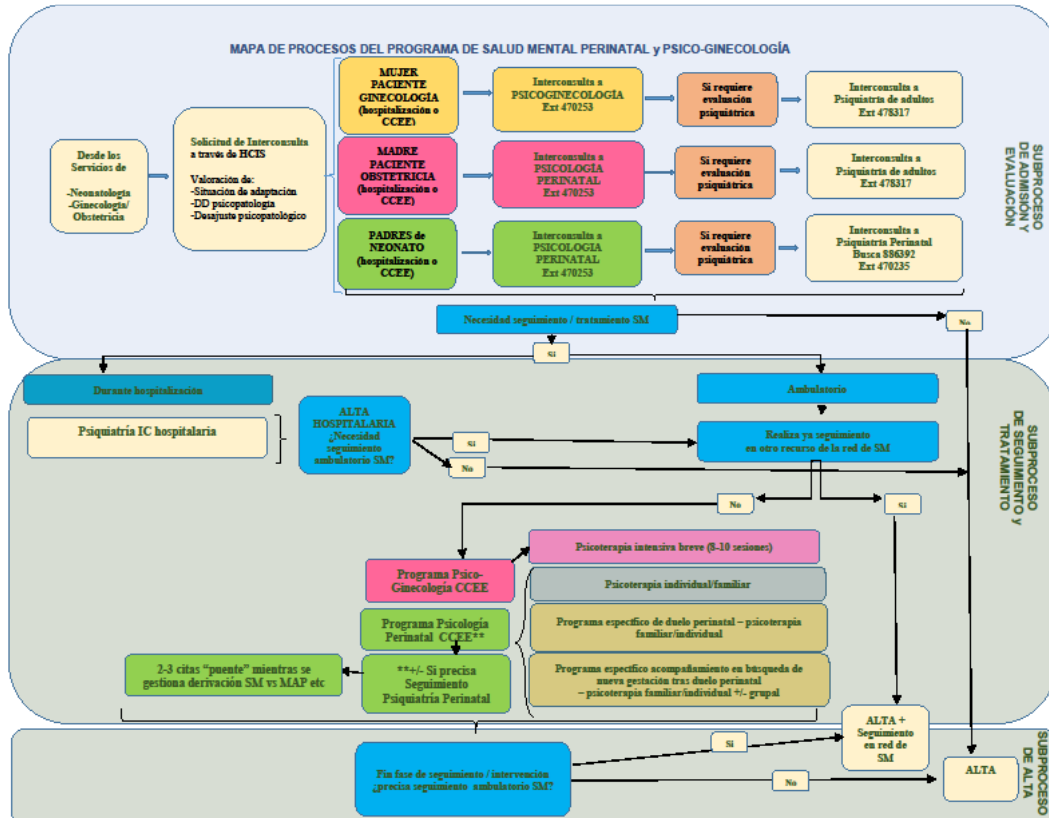 MAPA DE PROCESOS DEL PROGRAMA DE SALUD MENTAL PERINATAL y PSICO-GINECOLOGÍA
Desde los
Servicios de
-Neonatología
-Ginecología/
Obstetricia
Solicitud de Interconsulta
a través de HCIS
Valoración de:
-Situación de adaptación
-DD psicopatología
-Desajuste psicopatológico
MUJER
PACIENTE
GINECOLOGÍA
(hospitalización o
CCEE)
Interconsulta a
PSICOGINECOLOGÍA
Ext 470253
Si requiere
evaluación
psiquiátrica
Interconsulta a
Psiquiatría de adultos
Ext 478317
MADRE
PACIENTE
OBSTETRICIA
(hospitalización o
CCEE)
Interconsulta a
PSICOLOGÍA
PERINATAL
Ext 470253
Si requiere
evaluación
psiquiátrica
Interconsulta a
Psiquiatría de adultos
Ext 478317
PADRES de
NEONATO
(hospitalización o
CCEE)
Interconsulta a
PSICOLOGIA
PERINATAL
Ext 470253
Si requiere
evaluación
psiquiátrica
Interconsulta a
Psiquiatría Perinatal
Busca 886392
Ext 470235
SUBPROCESO
DE ADMISIÓN Y
EVALUACIÓN
Necesidad seguimiento / tratamiento SM
No
Si
Durante hospitalización
Ambulatorio
Psiquiatría IC hospitalaria
ALTA
HOSPITALARIA
¿Necesidad
seguimiento
ambulatorio SM?
Si
No
Realiza ya seguimiento
en otro recurso de la red de SM
SUBPROCESO
DE SEGUIMIENTO y
TRATAMIENTO
No
Si
Programa Psico-
Ginecología CCEE
Psicoterapia intensiva breve (8-10 sesiones)
Psicoterapia individual/familiar
Programa Psicología
Perinatal CCEE**
Programa específico de duelo perinatal – psicoterapia
familiar/individual
2-3 citas “puente” mientras se
gestiona derivación SM vs MAP etc
**+/- Si precisa
Seguimiento
Psiquiatría Perinatal
Programa específico acompañamiento en búsqueda de
nueva gestación tras duelo perinatal
– psicoterapia familiar/individual +/- grupal
Fin fase de seguimiento / intervención
¿precisa seguimiento ambulatorio SM?
Si
No
ALTA +
Seguimiento
en red de
SM
ALTA
SUBPROCESO
DE ALTA